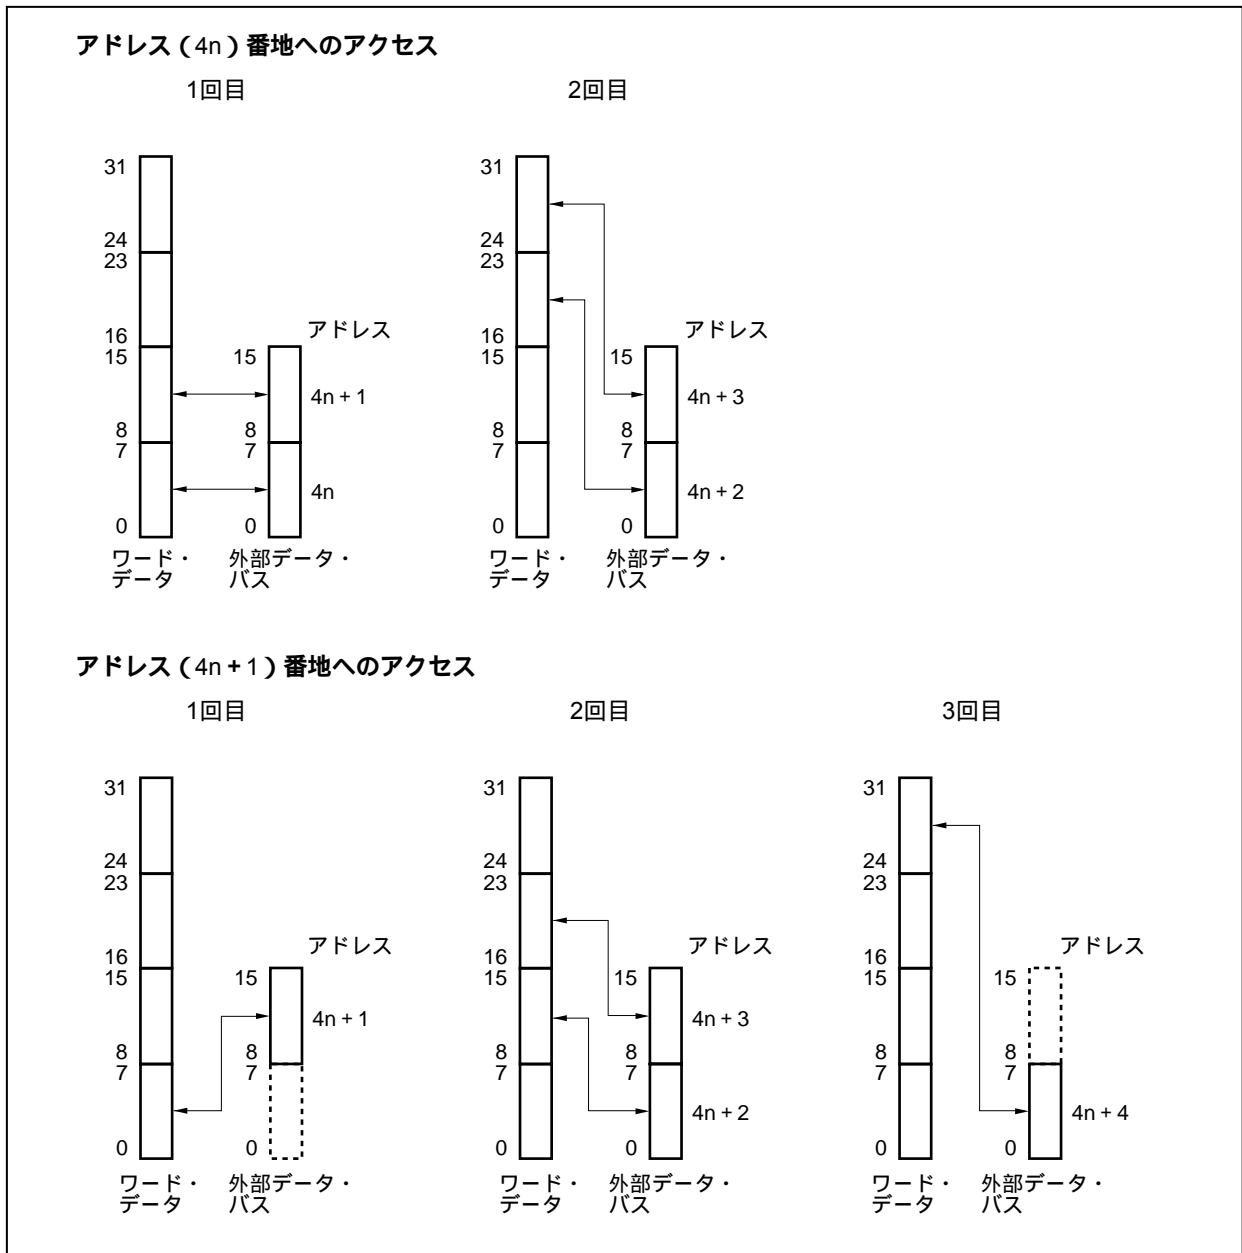 アドレス（4n）番地へのアクセス
1回目 2回目
31 31
24 24
23 23
アドレス アドレス
16 16
15 15 15 15
4n + 1 4n + 3
8 8 8 8
7 7 7 7
4n 4n + 2
0 0 0 0
ワード・ 外部データ・ ワード・ 外部データ・
データ バス データ バス
アドレス（4n + 1）番地へのアクセス
1回目 2回目 3回目
31 31 31
24 24 24
23 23 23
アドレス アドレス アドレス
16 16 16
15 15 15 15 15 15
4n + 1 4n + 3
8 8 8 8 8 8
7 7 7 7 7 7
4n + 2 4n + 4
0 0 0 0 0 0
ワード・ 外部データ・ ワード・ 外部データ・ ワード・ 外部データ・
データ バス データ バス データ バス